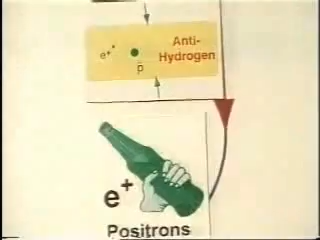 Anti-
e+
p̄
Hydrogen
e+
Positrons